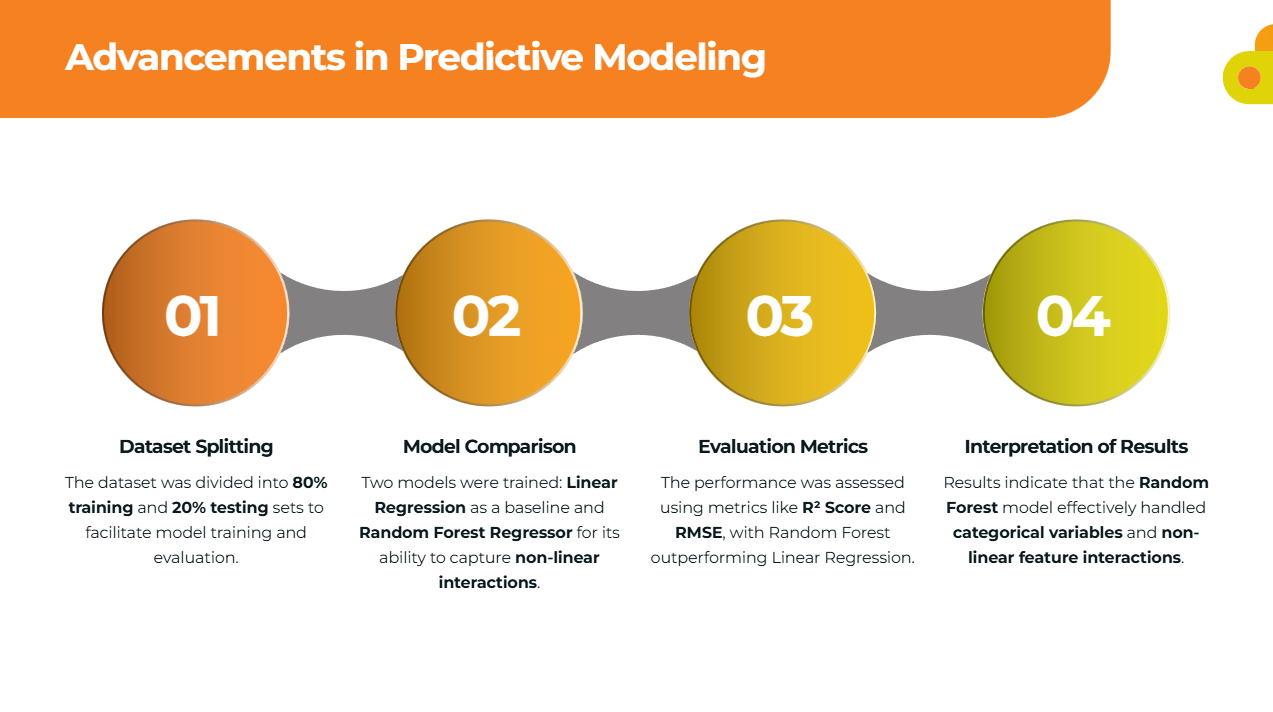 Advancements in Predictive Modeling
01
02
03
04
Dataset Splitting
The dataset was divided into 80%
training and 20% testing sets to
facilitate model training and
evaluation.
Model Comparison
Two models were trained: Linear
Regression as a baseline and
Random Forest Regressor for its
ability to capture non-linear
interactions.
Evaluation Metrics
The performance was assessed
using metrics like R² Score and
RMSE, with Random Forest
outperforming Linear Regression.
Interpretation of Results
Results indicate that the Random
Forest model effectively handled
categorical variables and non-
linear feature interactions.